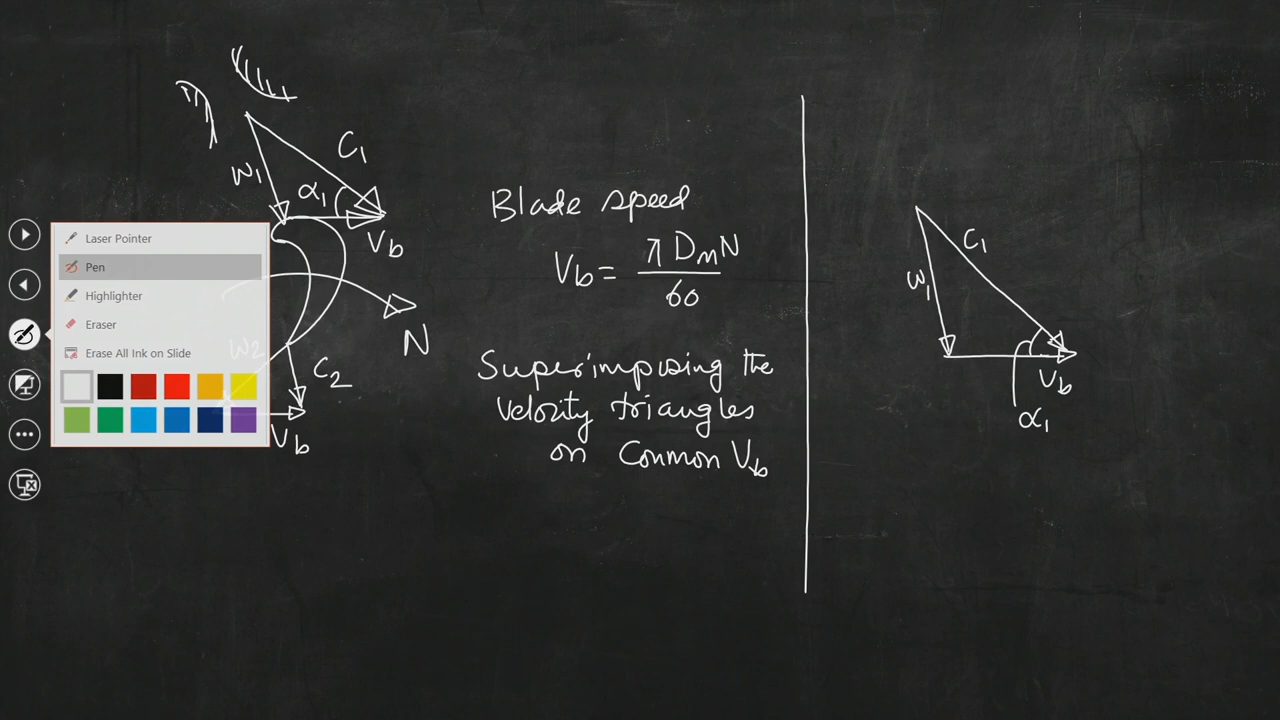 C1
W1
α1
Vb
N
W2
C2
Vb
Laser Pointer
Pen
Highlighter
Eraser
Erase All Ink on Slide
Blade speed
Vb = πDmN
60
Superimposing the
velocity triangles
on Common Vb
C1
W1
Vb
α1